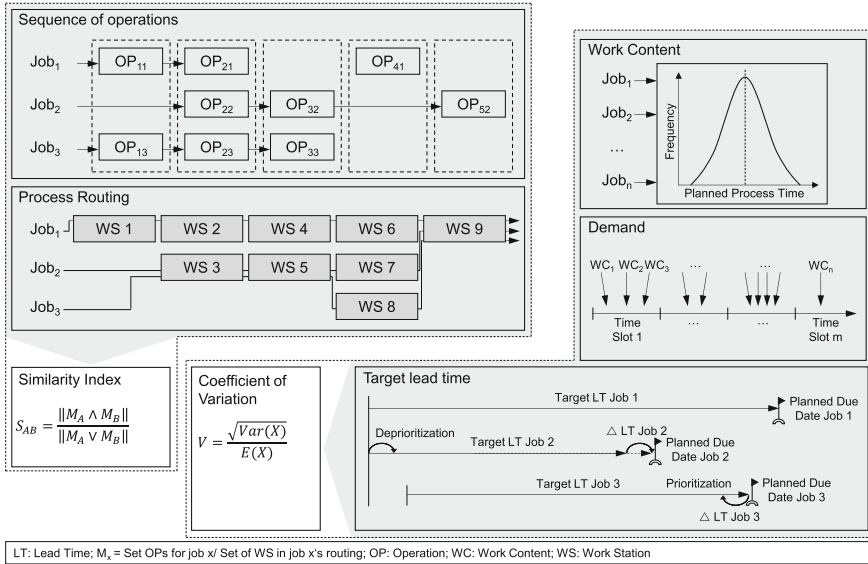 Sequence of operations
Job₁ OP₁₁ OP₂₁ OP₄₁
Job₂ OP₂₂ OP₃₂ OP₅₂
Job₃ OP₁₃ OP₂₃ OP₃₃
Process Routing
Job₁ WS 1 WS 2 WS 4 WS 6 WS 9
Job₂ WS 3 WS 5 WS 7
Job₃ WS 8
Work Content
Job₁
Job₂
...
Jobₙ
Frequency
Planned Process Time
Demand
WC₁ WC₂ WC₃ ... ... WCₙ
Time Slot 1 ... ... Time Slot m
Similarity Index
S_AB = ‖M_A ∧ M_B‖ / ‖M_A ∨ M_B‖
Coefficient of
Variation
V = √Var(X) / E(X)
Target lead time
Target LT Job 1
Planned Due
Date Job 1
Deprioritization
Target LT Job 2
△ LT Job 2
Planned Due
Date Job 2
Target LT Job 3
Prioritization
△ LT Job 3
Planned Due
Date Job 3
LT: Lead Time; Mₓ = Set OPs for job x/ Set of WS in job x's routing; OP: Operation; WC: Work Content; WS: Work Station